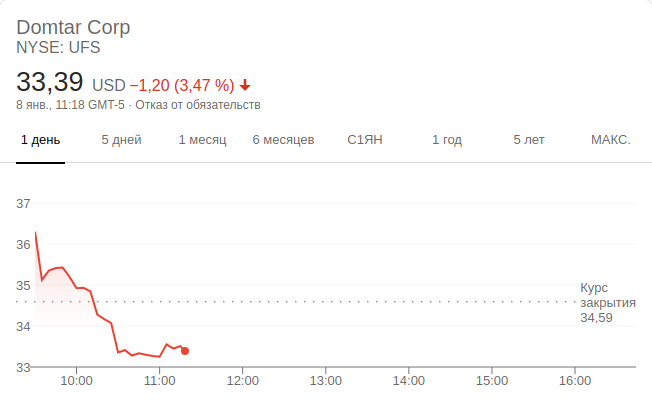 Domtar Corp
NYSE: UFS
33,39 USD −1,20 (3,47 %)
8 янв., 11:18 GMT-5 · Отказ от обязательств
1 день 5 дней 1 месяц 6 месяцев С1ЯН 1 год 5 лет МАКС.
37
36
35
34
33
Курс
закрытия
34,59
10:00 11:00 12:00 13:00 14:00 15:00 16:00